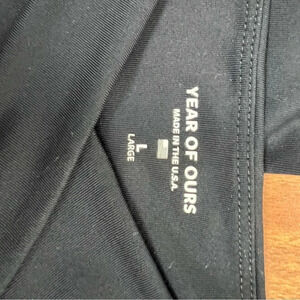 YEAR OF OURS
MADE IN THE U.S.A.
L
LARGE